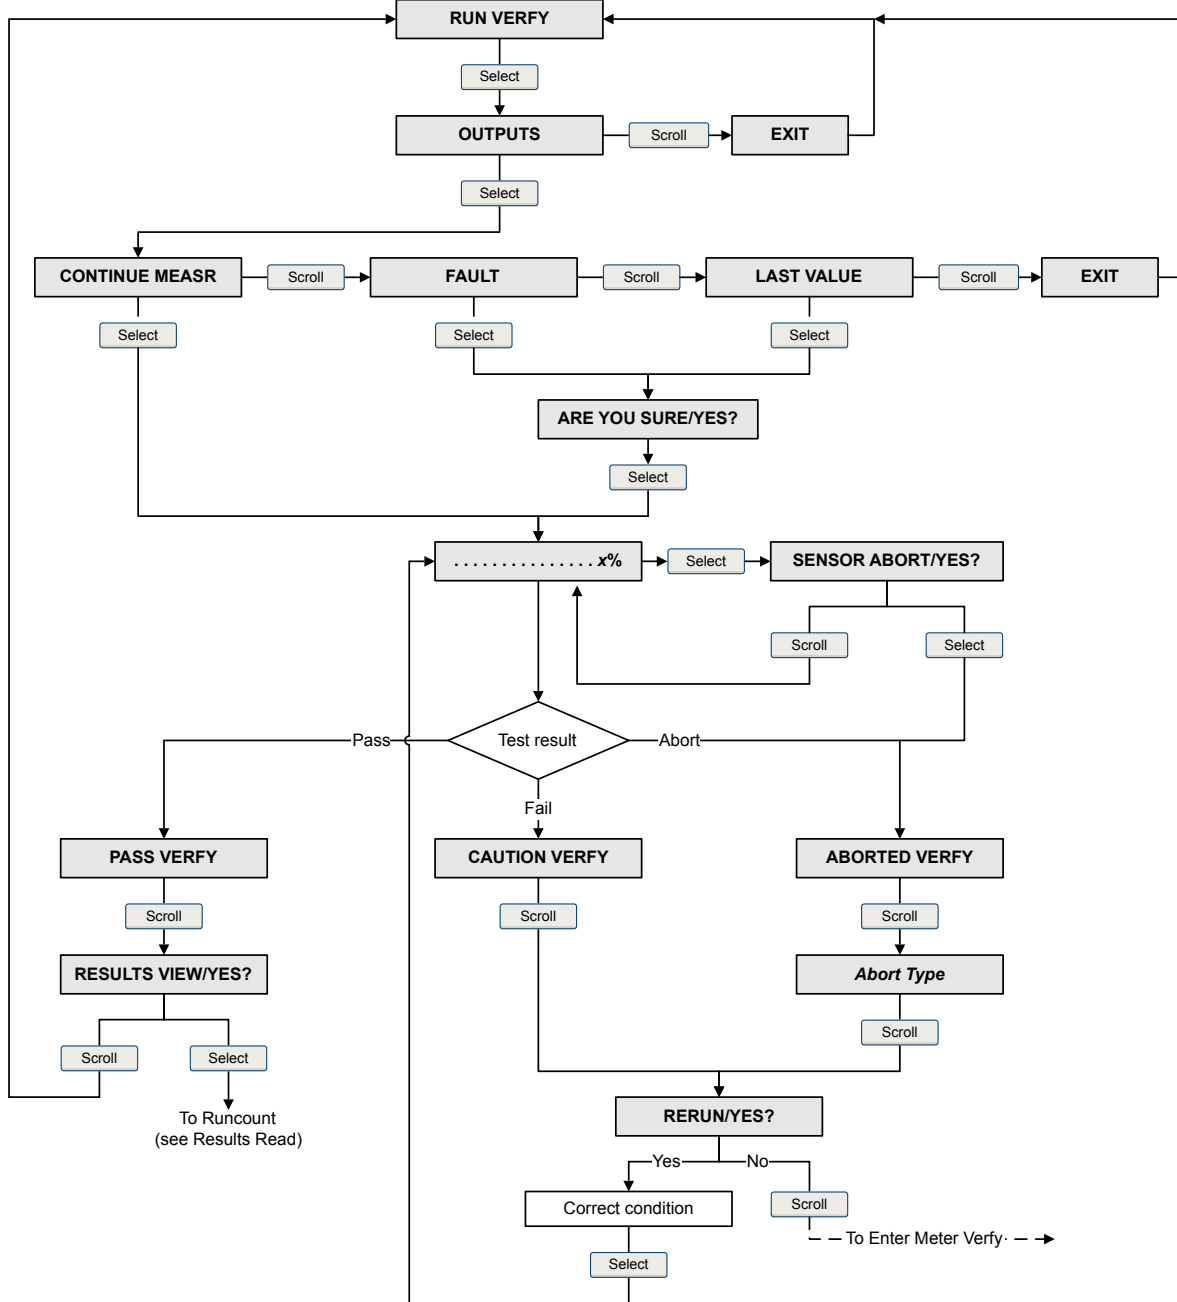 RUN VERFY
Select
OUTPUTS
Scroll
EXIT
Select
CONTINUE MEASR
Scroll
FAULT
Scroll
LAST VALUE
Scroll
EXIT
Select
Select
Select
ARE YOU SURE/YES?
Select
. . . . . . . . . . . . . . . x%
Select
SENSOR ABORT/YES?
Scroll
Select
Pass
Test result
Abort
Fail
PASS VERFY
CAUTION VERFY
ABORTED VERFY
Scroll
Scroll
Scroll
RESULTS VIEW/YES?
Abort Type
Scroll
Scroll
Select
To Runcount
(see Results Read)
RERUN/YES?
Yes
No
Correct condition
Scroll
To Enter Meter Verfy
Select